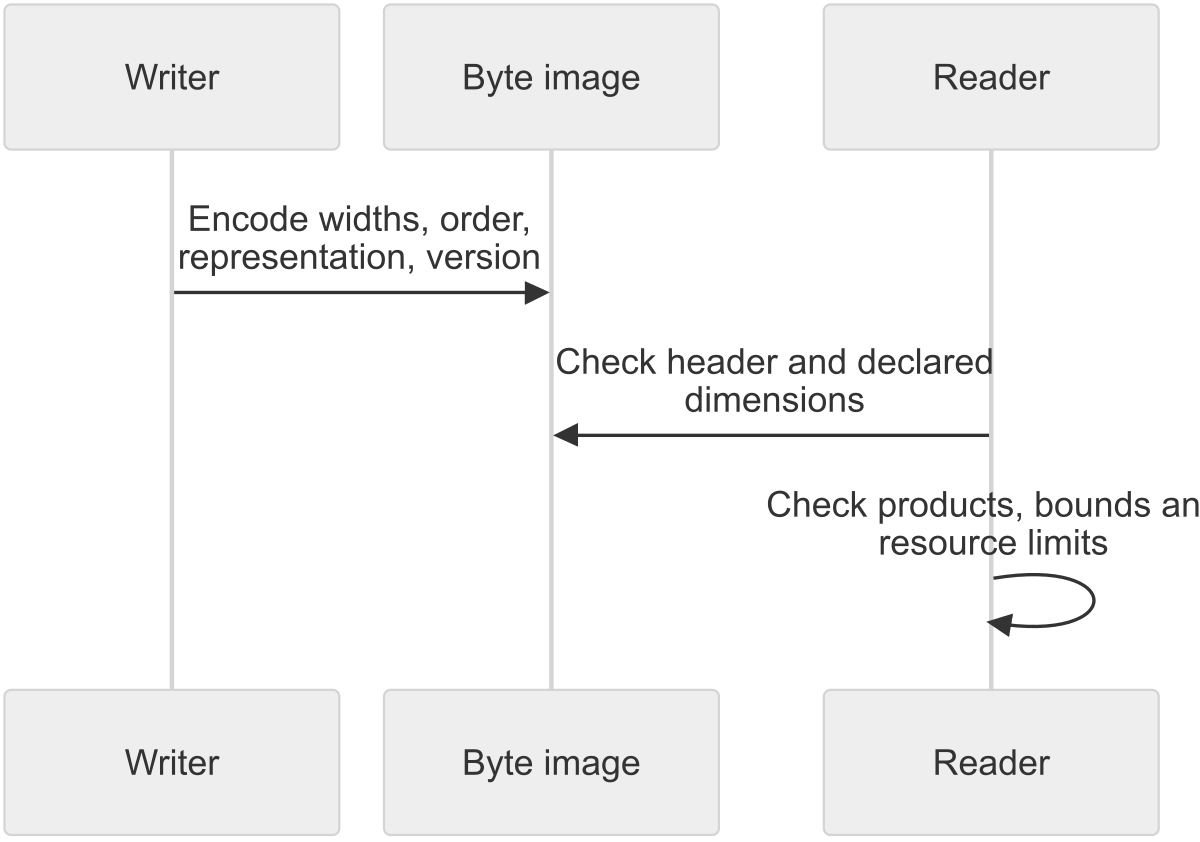 Writer
Byte image
Reader
Encode widths, order,
representation, version
Check header and declared
dimensions
Check products, bounds an
resource limits
Writer
Byte image
Reader